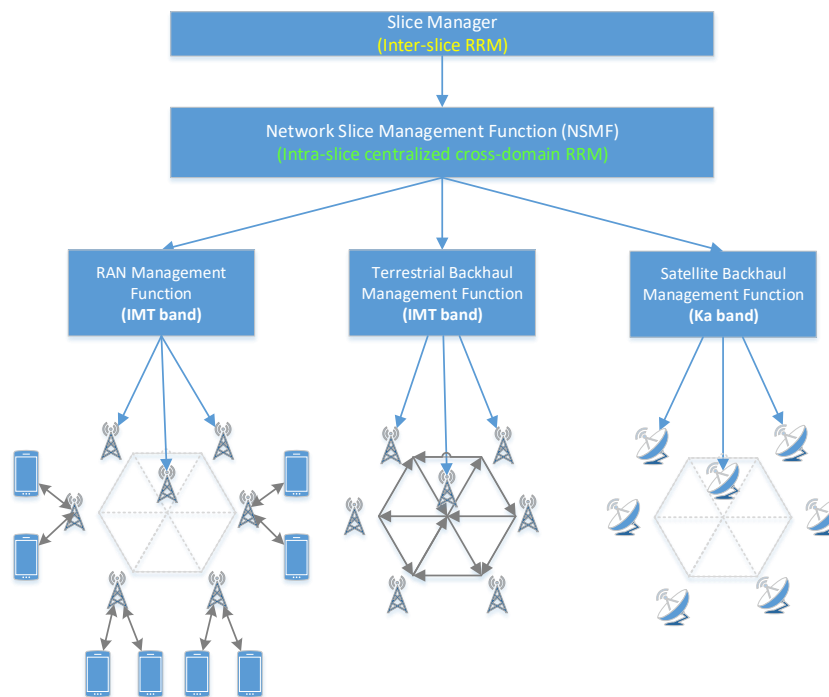 Slice Manager
(Inter-slice RRM)
Network Slice Management Function (NSMF)
(Intra-slice centralized cross-domain RRM)
RAN Management
Function
(IMT band)
Terrestrial Backhaul
Management Function
(IMT band)
Satellite Backhaul
Management Function
(Ka band)